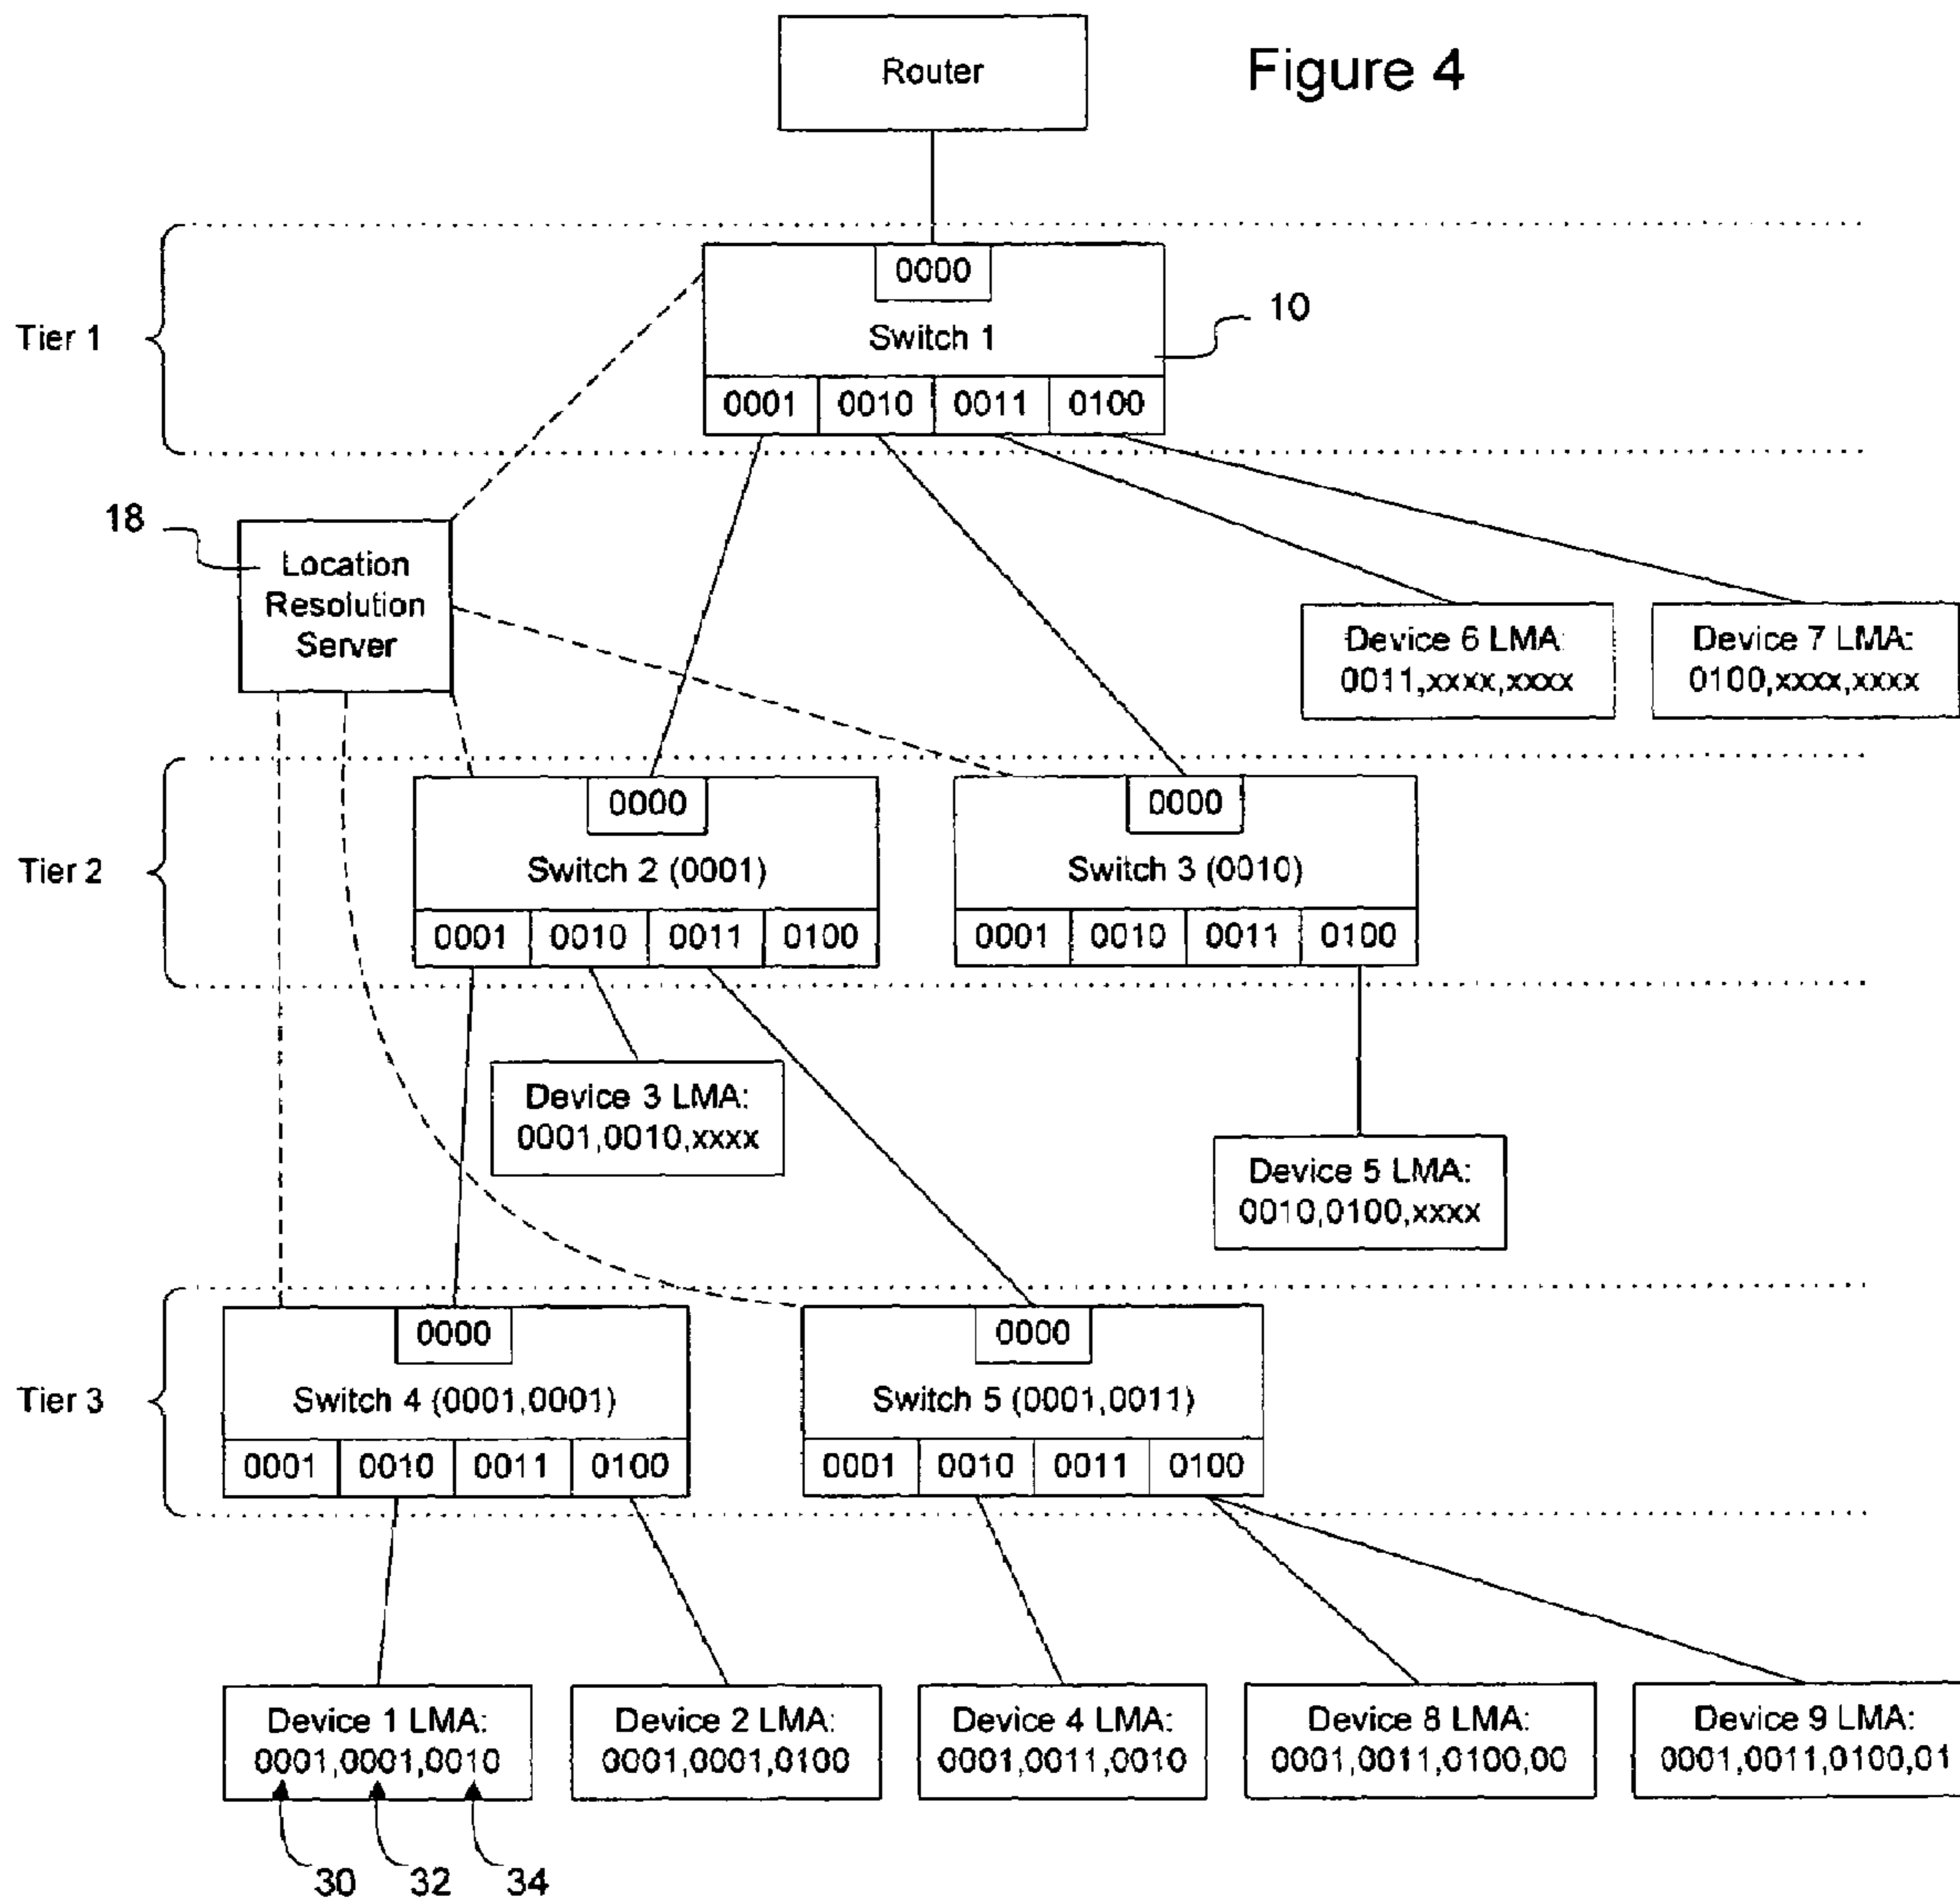 Router
Figure 4
0000
10
Tier 1
Switch 1
0001 0010 0011 0100
18
Location
Resolution
Server
Device 6 LMA:
0011,xxxx,xxxx
Device 7 LMA:
0100,xxxx,xxxx
0000
0000
Tier 2
Switch 2 (0001)
Switch 3 (0010)
0001 0010 0011 0100
0001 0010 0011 0100
Device 3 LMA:
0001,0010,xxxx
Device 5 LMA:
0010,0100,xxxx
0000
0000
Tier 3
Switch 4 (0001,0001)
Switch 5 (0001,0011)
0001 0010 0011 0100
0001 0010 0011 0100
Device 1 LMA:
0001,0001,0010
Device 2 LMA:
0001,0001,0100
Device 4 LMA:
0001,0011,0010
Device 8 LMA:
0001,0011,0100,00
Device 9 LMA:
0001,0011,0100,01
30 32 34